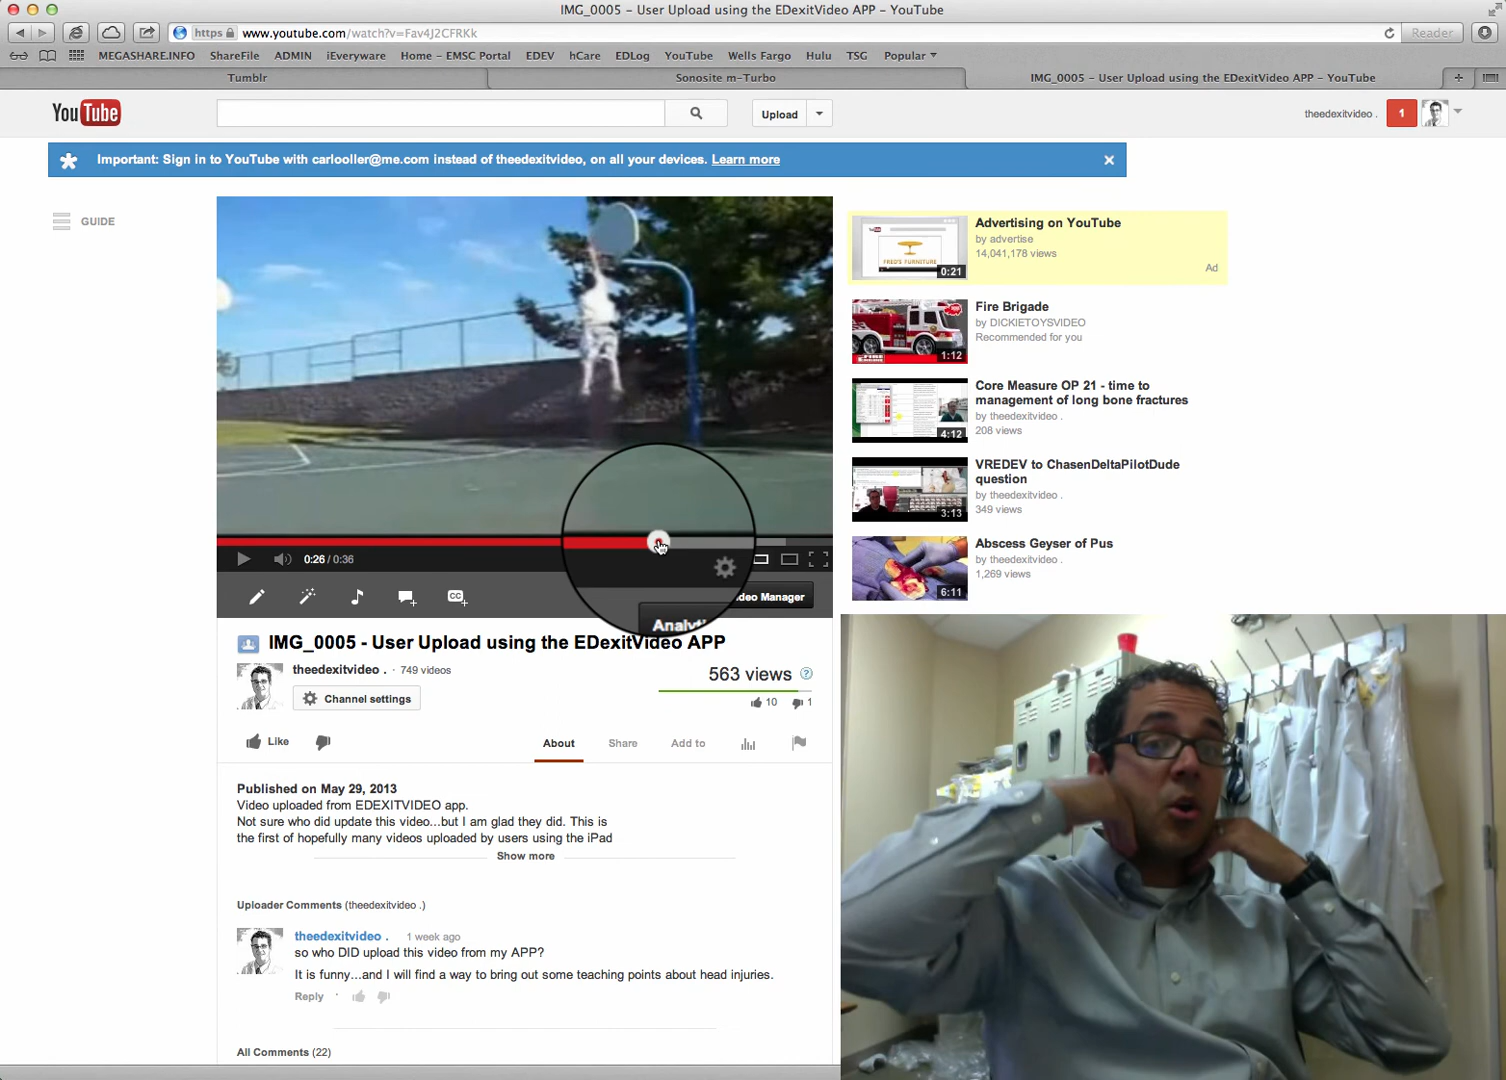 IMG_0005 - User Upload using the EDexitVideo APP - YouTube
https www.youtube.com/watch?v=Fav4J2CFRKk Reader
MEGASHARE.INFO ShareFile ADMIN iEveryware Home - EMSC Portal EDEV hCare EDLog YouTube Wells Fargo Hulu TSG Popular
Tumblr Sonosite m-Turbo IMG_0005 - User Upload using the EDexitVideo APP - YouTube
YouTube Upload theedexitvideo . 1
Important: Sign in to YouTube with carlooller@me.com instead of theedexitvideo, on all your devices. Learn more
GUIDE
Advertising on YouTube
by advertise
14,041,178 views
Ad
FRED'S FURNITURE
0:21
Fire Brigade
by DICKIETOYSVIDEO
Recommended for you
1:12
Core Measure OP 21 - time to
management of long bone fractures
by theedexitvideo .
208 views
4:12
VREDEV to ChasenDeltaPilotDude
question
by theedexitvideo .
349 views
3:13
Abscess Geyser of Pus
by theedexitvideo .
1,269 views
6:11
0:26 / 0:36
CC
deo Manager
Analyt
IMG_0005 - User Upload using the EDexitVideo APP
theedexitvideo . · 749 videos
Channel settings
563 views
10 1
Like
About Share Add to
Published on May 29, 2013
Video uploaded from EDEXITVIDEO app.
Not sure who did update this video...but I am glad they did. This is
the first of hopefully many videos uploaded by users using the iPad
Show more
Uploader Comments (theedexitvideo .)
theedexitvideo . 1 week ago
so who DID upload this video from my APP?
It is funny...and I will find a way to bring out some teaching points about head injuries.
Reply ·
All Comments (22)